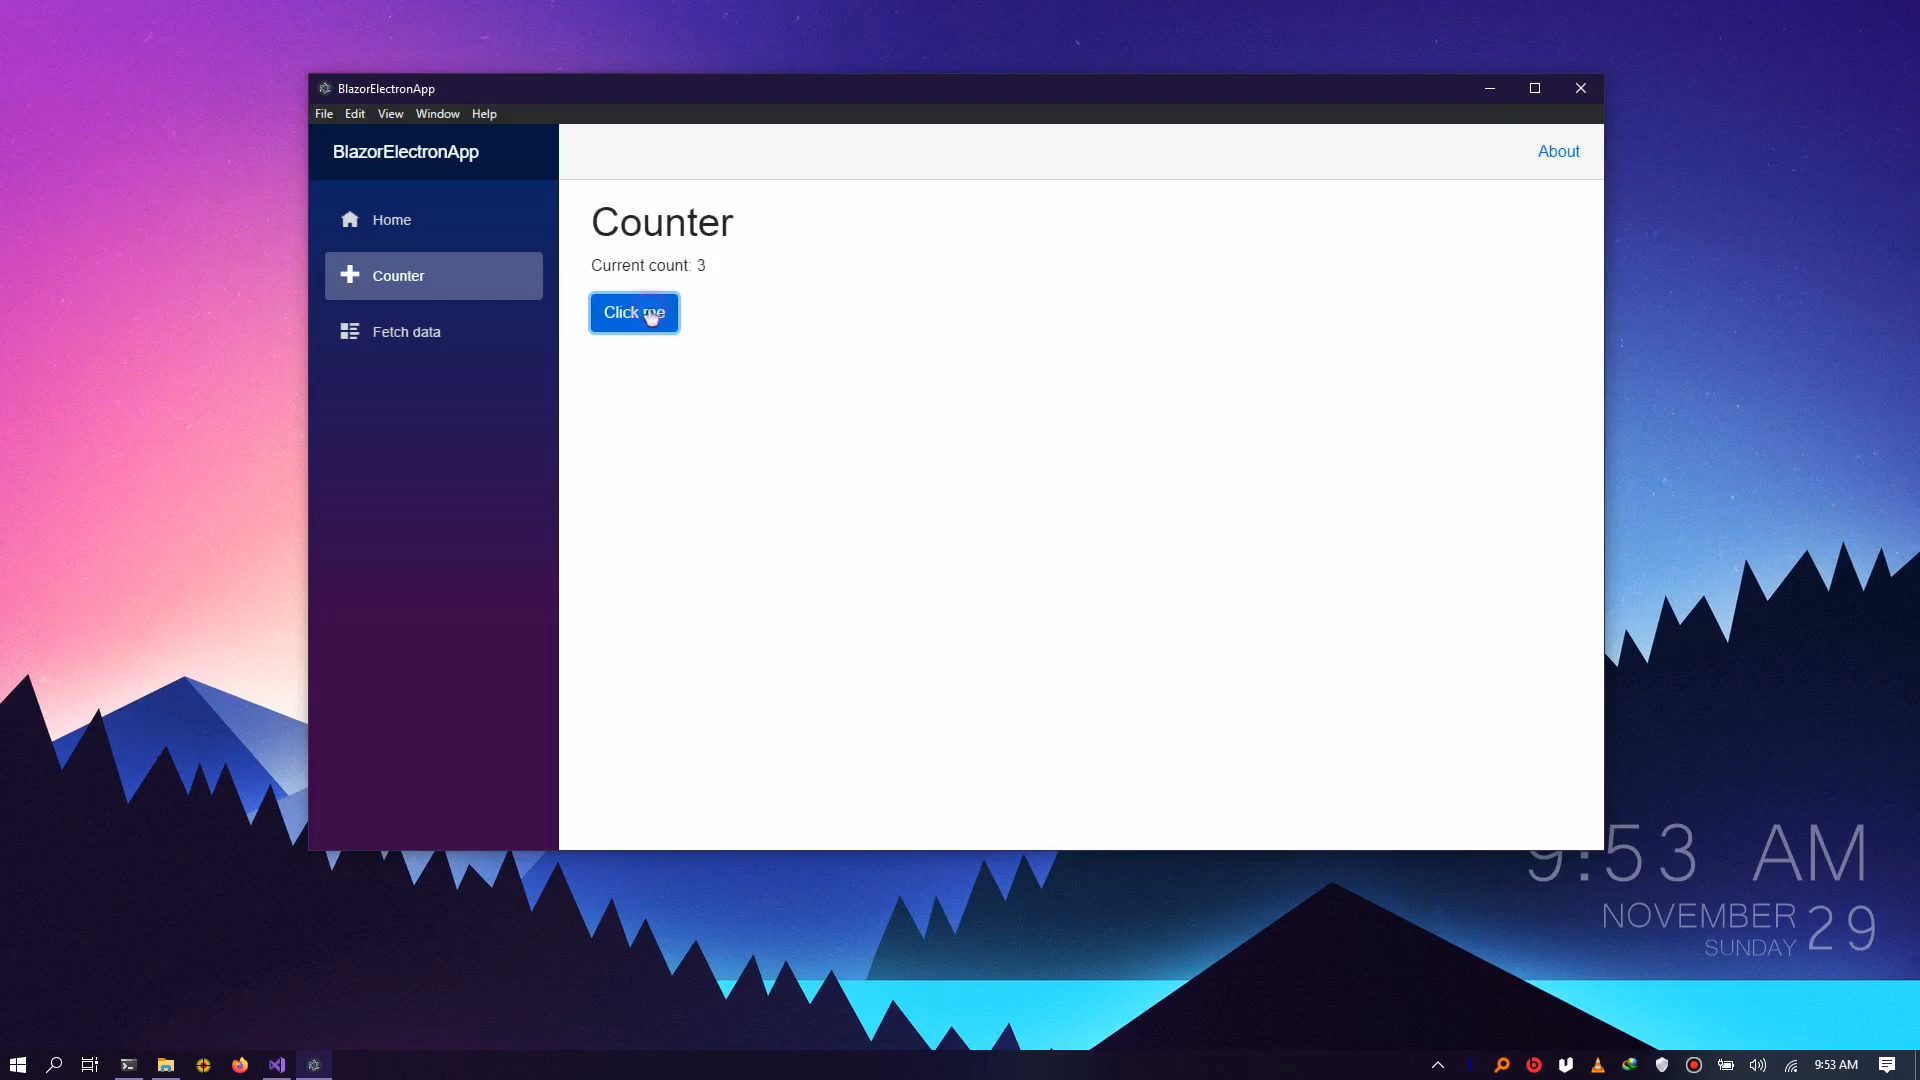 BlazorElectronApp
File Edit View Window Help
BlazorElectronApp
About
Home
Counter
Fetch data
Counter
Current count: 3
Click me
9:53 AM
NOVEMBER 29
SUNDAY
9:53 AM